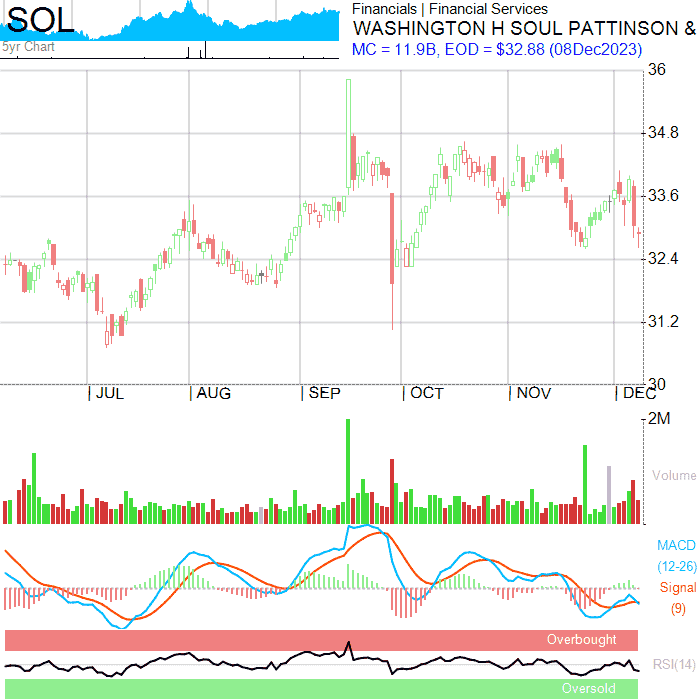 SOL
Financials | Financial Services
WASHINGTON H SOUL PATTINSON &
MC = 11.9B, EOD = $32.88 (08Dec2023)
5yr Chart
36
34.8
33.6
32.4
31.2
30
| JUL | AUG | SEP | OCT | NOV | DEC
2M
Volume
MACD
(12-26)
Signal
(9)
Overbought
RSI(14)
Oversold